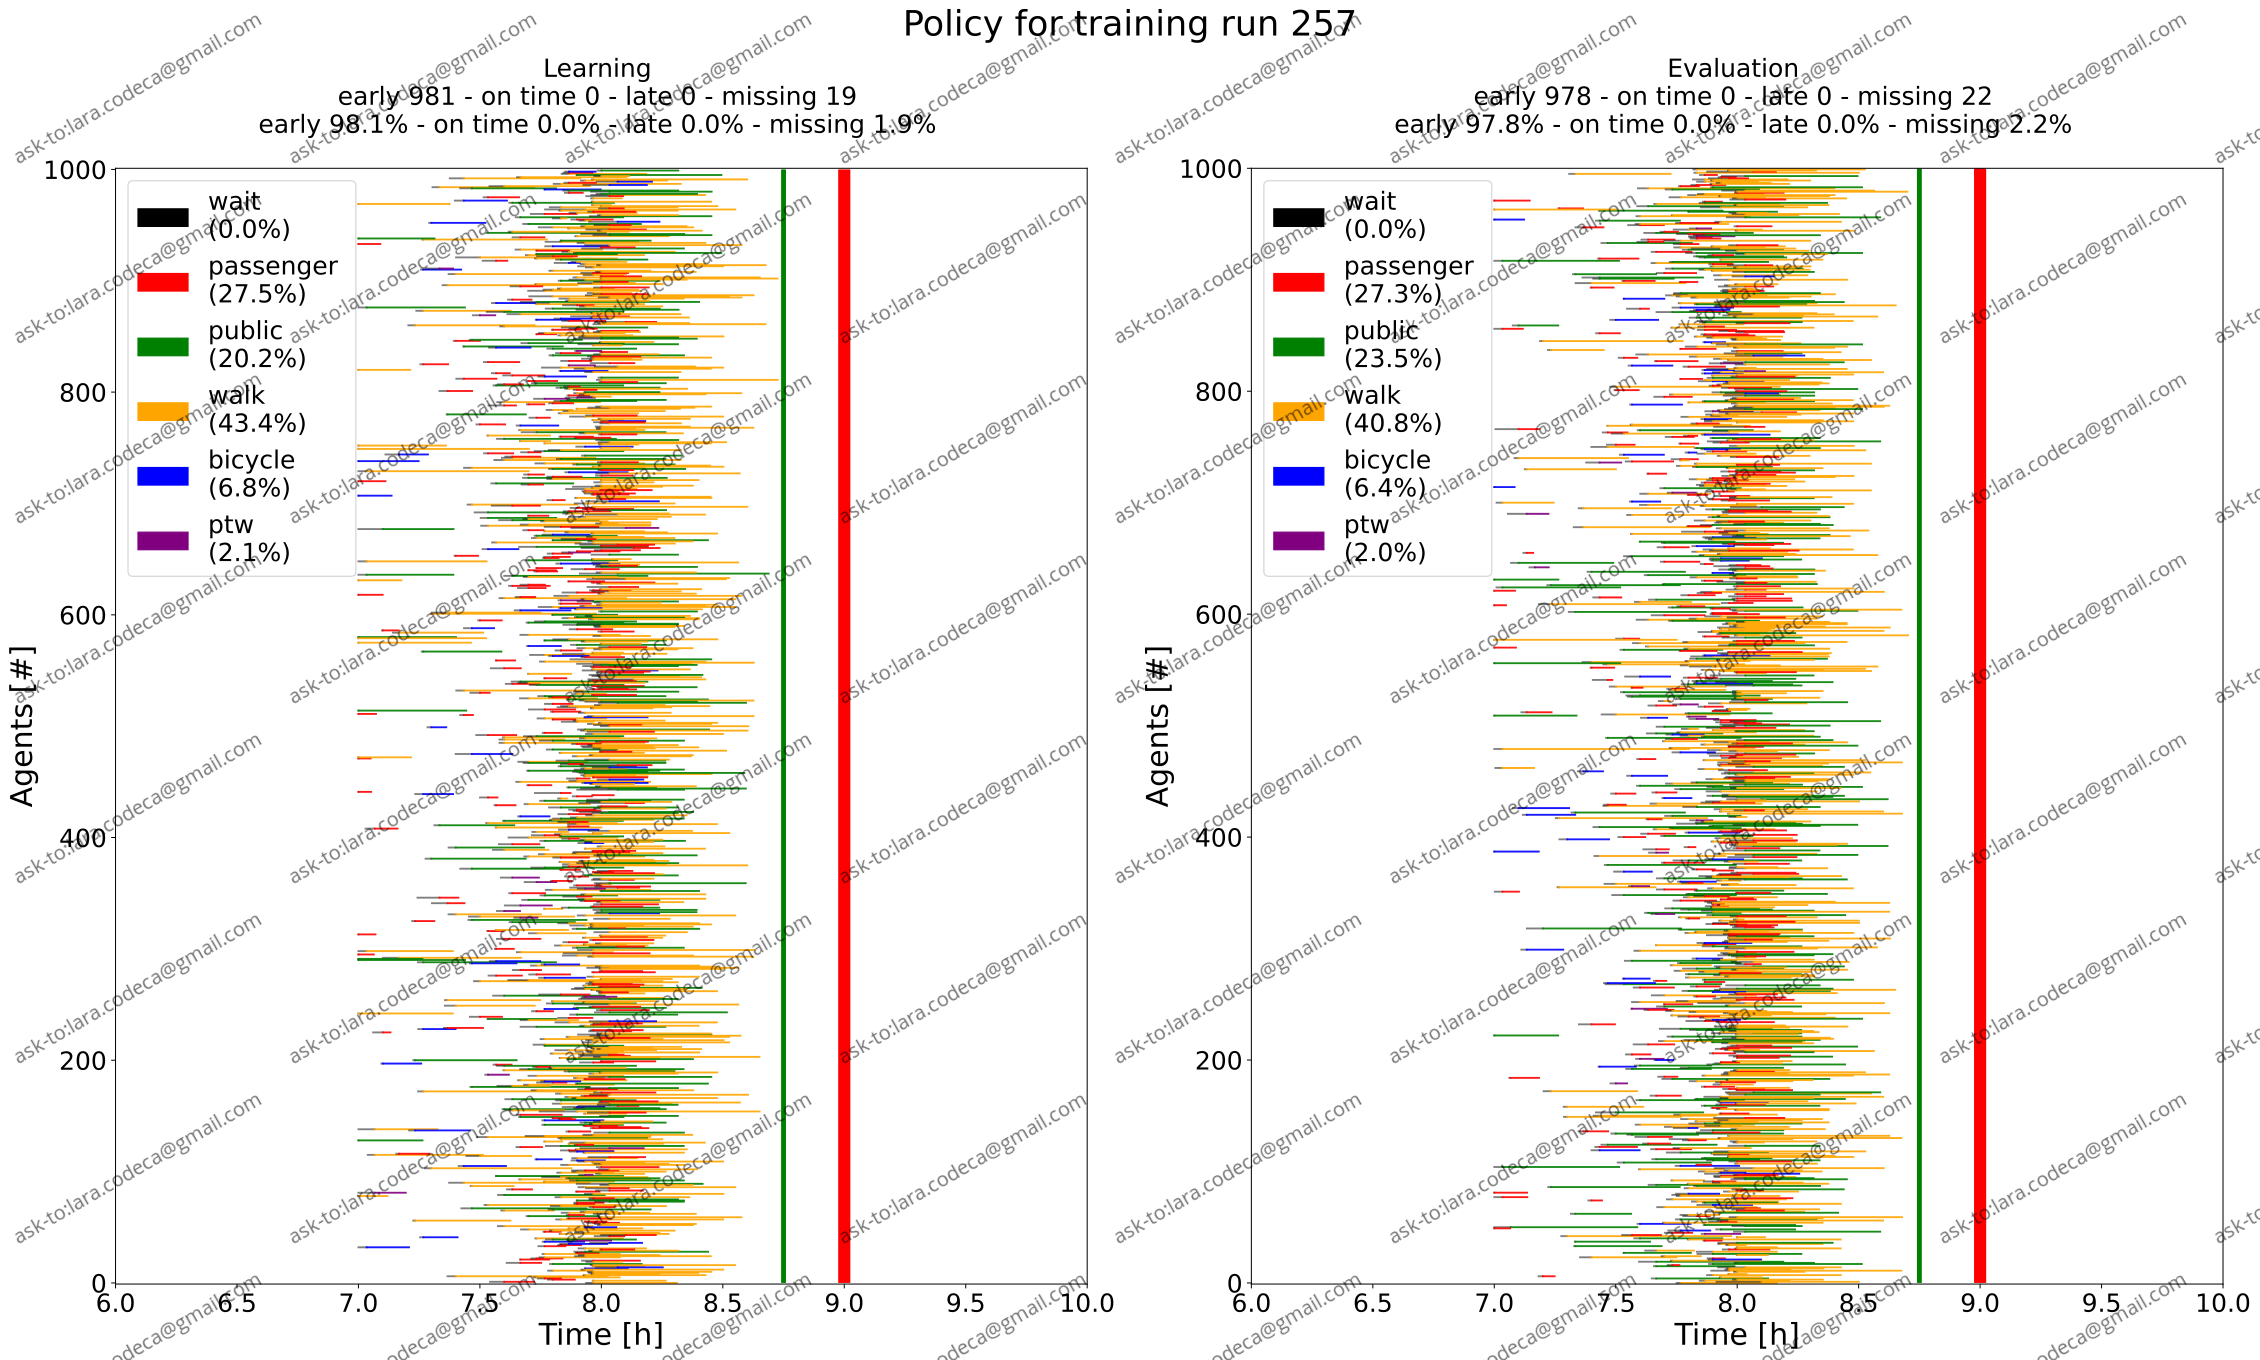 Policy for training run 257
Learning
early 981 - on time 0 - late 0 - missing 19
early 98.1% - on time 0.0% - late 0.0% - missing 1.9%
1000
800
600
400
200
0
Agents [#]
wait
(0.0%)
passenger
(27.5%)
public
(20.2%)
walk
(43.4%)
bicycle
(6.8%)
ptw
(2.1%)
6.0 6.5 7.0 7.5 8.0 8.5 9.0 9.5 10.0
Time [h]
Evaluation
early 978 - on time 0 - late 0 - missing 22
early 97.8% - on time 0.0% - late 0.0% - missing 2.2%
1000
800
600
400
200
0
Agents [#]
wait
(0.0%)
passenger
(27.3%)
public
(23.5%)
walk
(40.8%)
bicycle
(6.4%)
ptw
(2.0%)
6.0 6.5 7.0 7.5 8.0 8.5 9.0 9.5 10.0
Time [h]
ask-to:lara.codeca@gmail.com